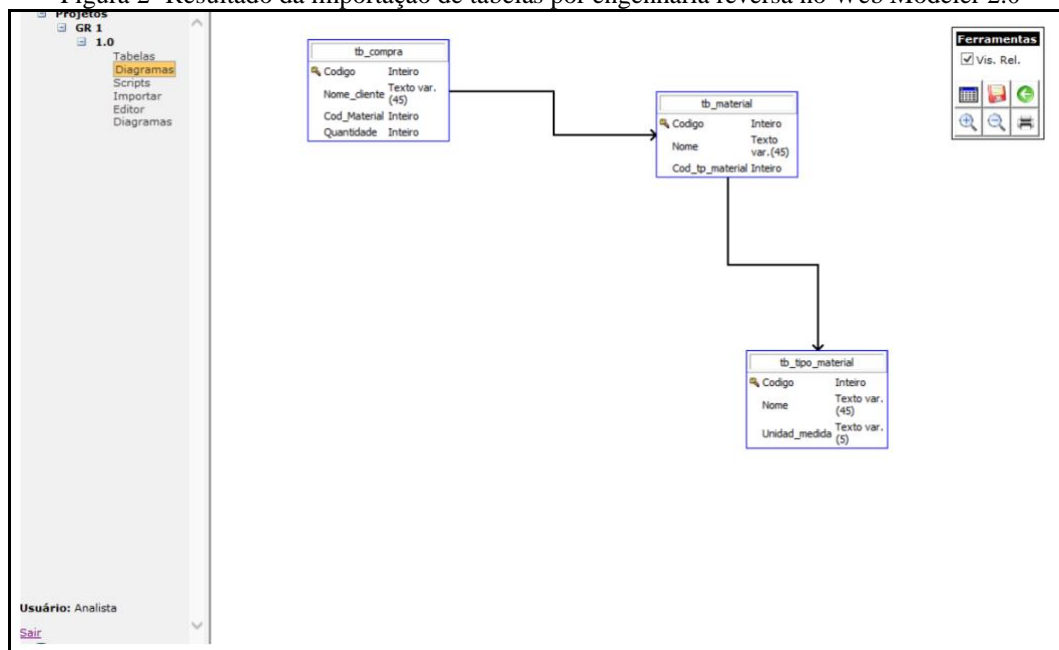 Figura 2- Resultado da importação de tabelas por engenharia reversa no Web Modeler 2.0
Projetos
GR 1
1.0
Tabelas
Diagramas
Scripts
Importar
Editor
Diagramas
tb_compra
Codigo Inteiro
Nome_cliente Texto var.
(45)
Cod_Material Inteiro
Quantidade Inteiro
tb_material
Codigo Inteiro
Nome Texto
var.(45)
Cod_tp_material Inteiro
tb_tipo_material
Codigo Inteiro
Nome Texto var.
(45)
Unidad_medida Texto var.
(5)
Ferramentas
Vis. Rel.
Usuário: Analista
Sair